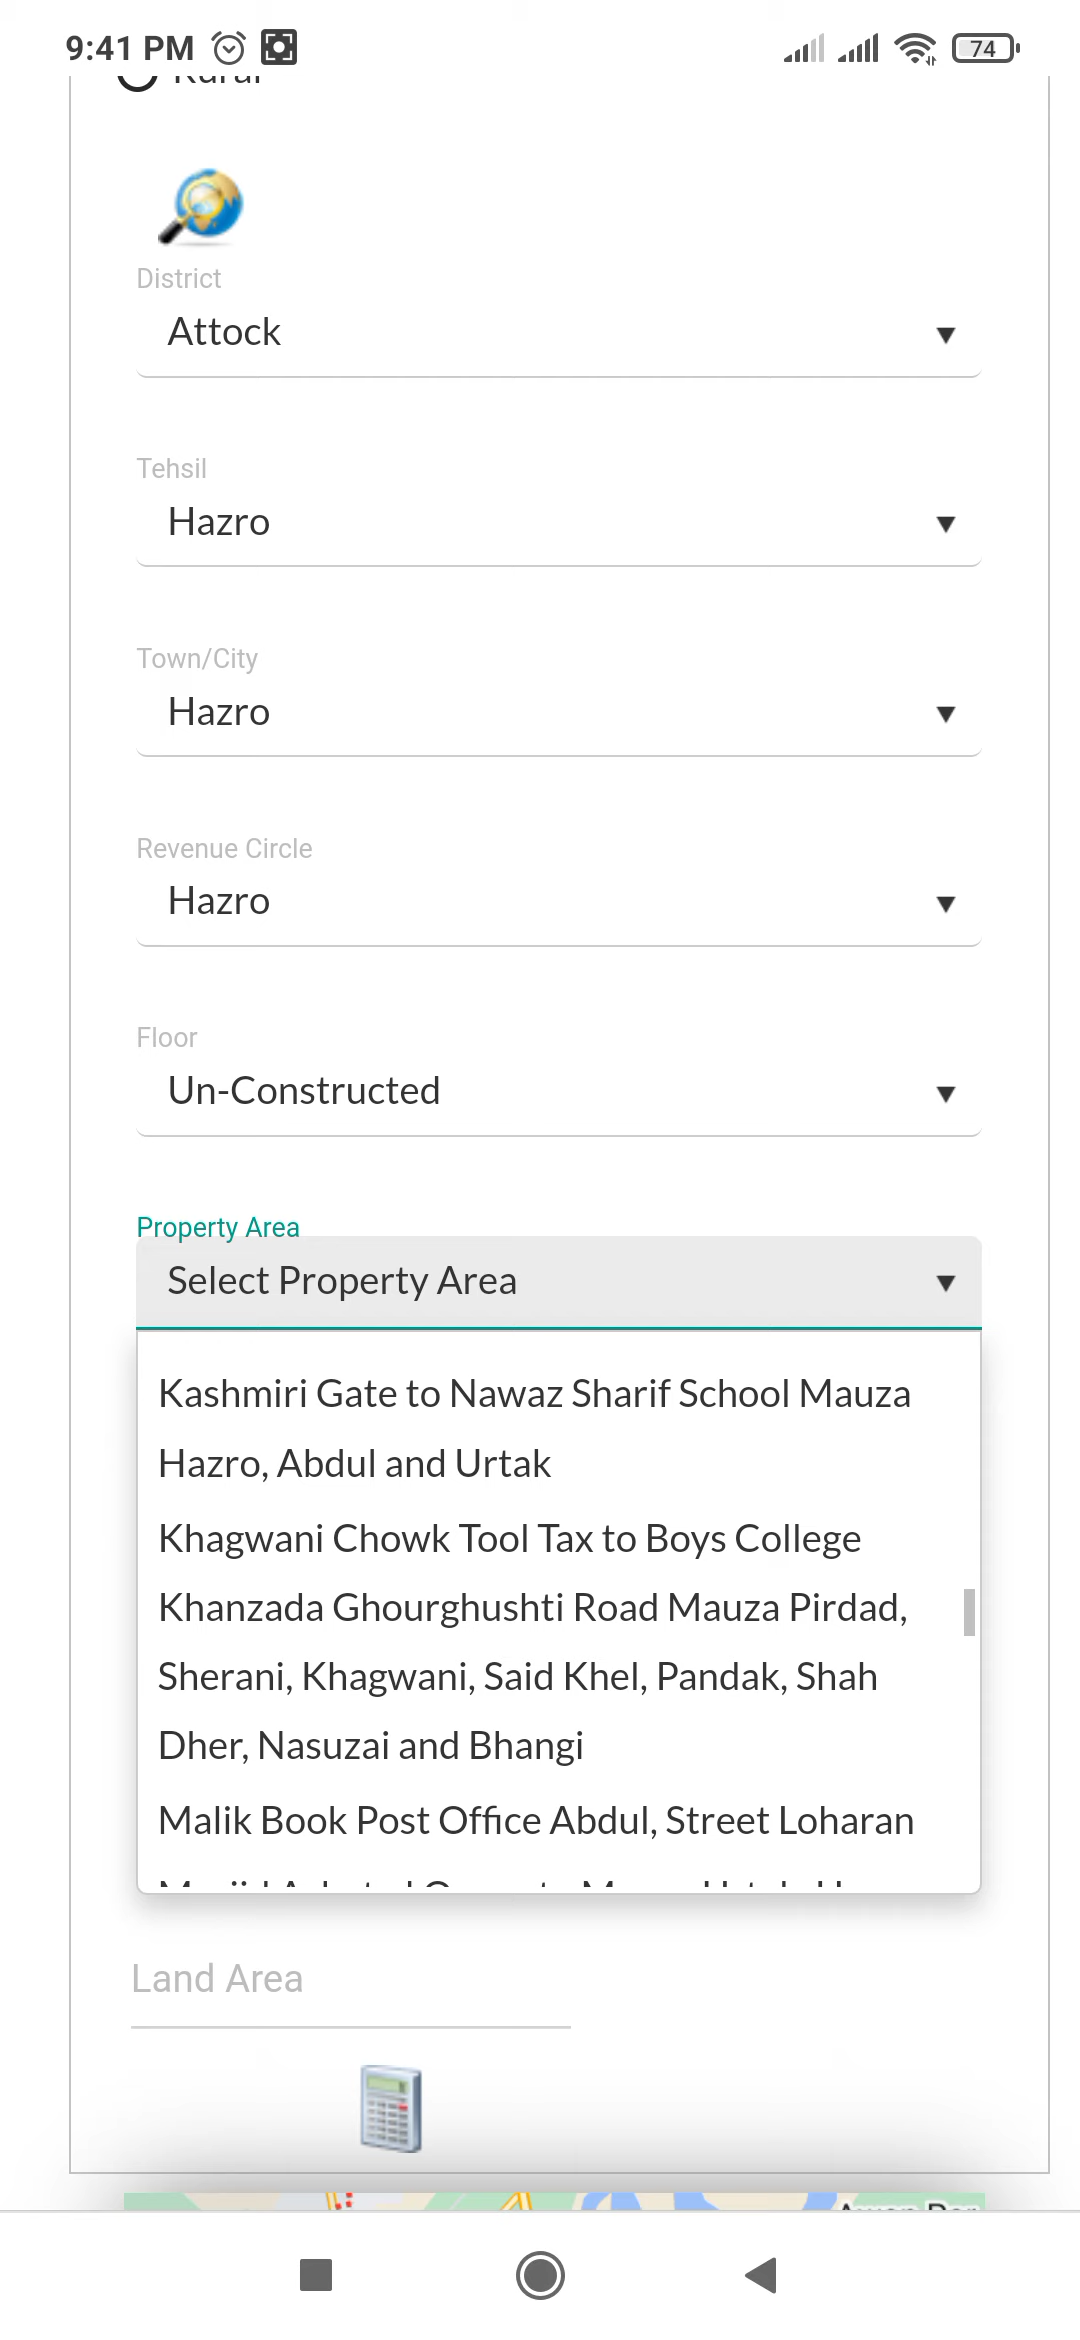 9:41 PM
74
Rural
District
Attock
Tehsil
Hazro
Town/City
Hazro
Revenue Circle
Hazro
Floor
Un-Constructed
Property Area
Select Property Area
Kashmiri Gate to Nawaz Sharif School Mauza
Hazro, Abdul and Urtak
Khagwani Chowk Tool Tax to Boys College
Khanzada Ghourghushti Road Mauza Pirdad,
Sherani, Khagwani, Said Khel, Pandak, Shah
Dher, Nasuzai and Bhangi
Malik Book Post Office Abdul, Street Loharan
Land Area